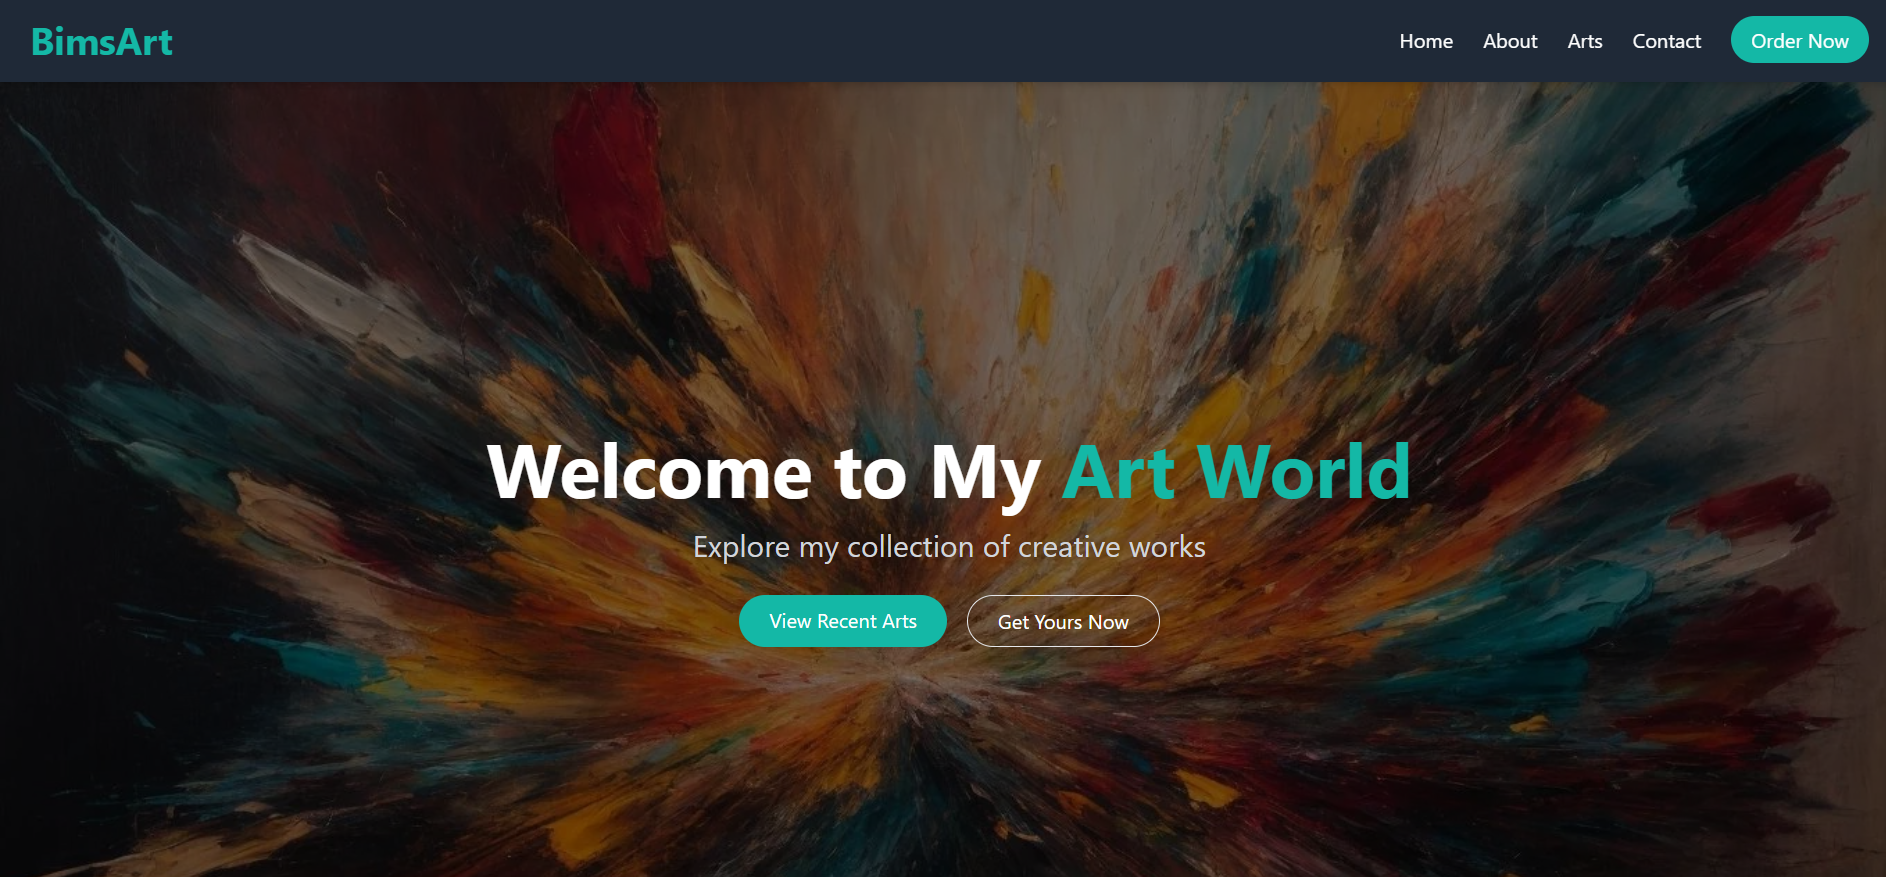 BimsArt
Home About Arts Contact Order Now
Welcome to My Art World
Explore my collection of creative works
View Recent Arts Get Yours Now